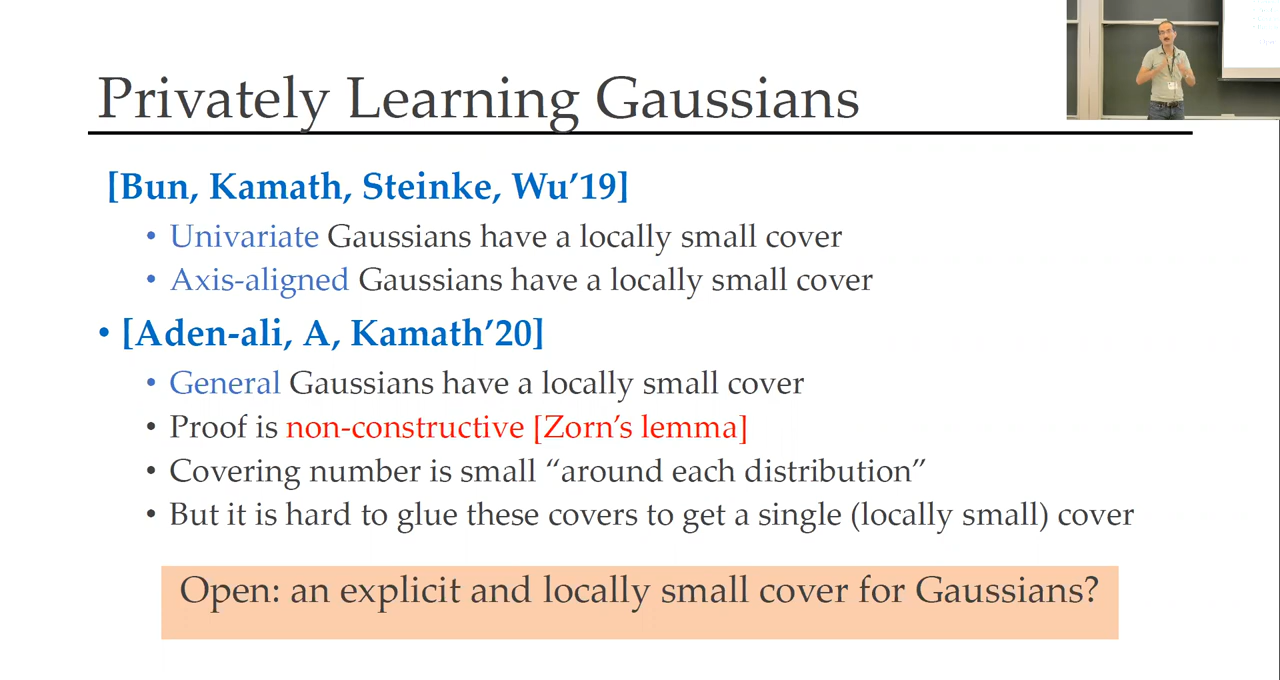 Privately Learning Gaussians
[Bun, Kamath, Steinke, Wu’19]
• Univariate Gaussians have a locally small cover
• Axis-aligned Gaussians have a locally small cover
• [Aden-ali, A, Kamath’20]
• General Gaussians have a locally small cover
• Proof is non-constructive [Zorn’s lemma]
• Covering number is small “around each distribution”
• But it is hard to glue these covers to get a single (locally small) cover
Open: an explicit and locally small cover for Gaussians?